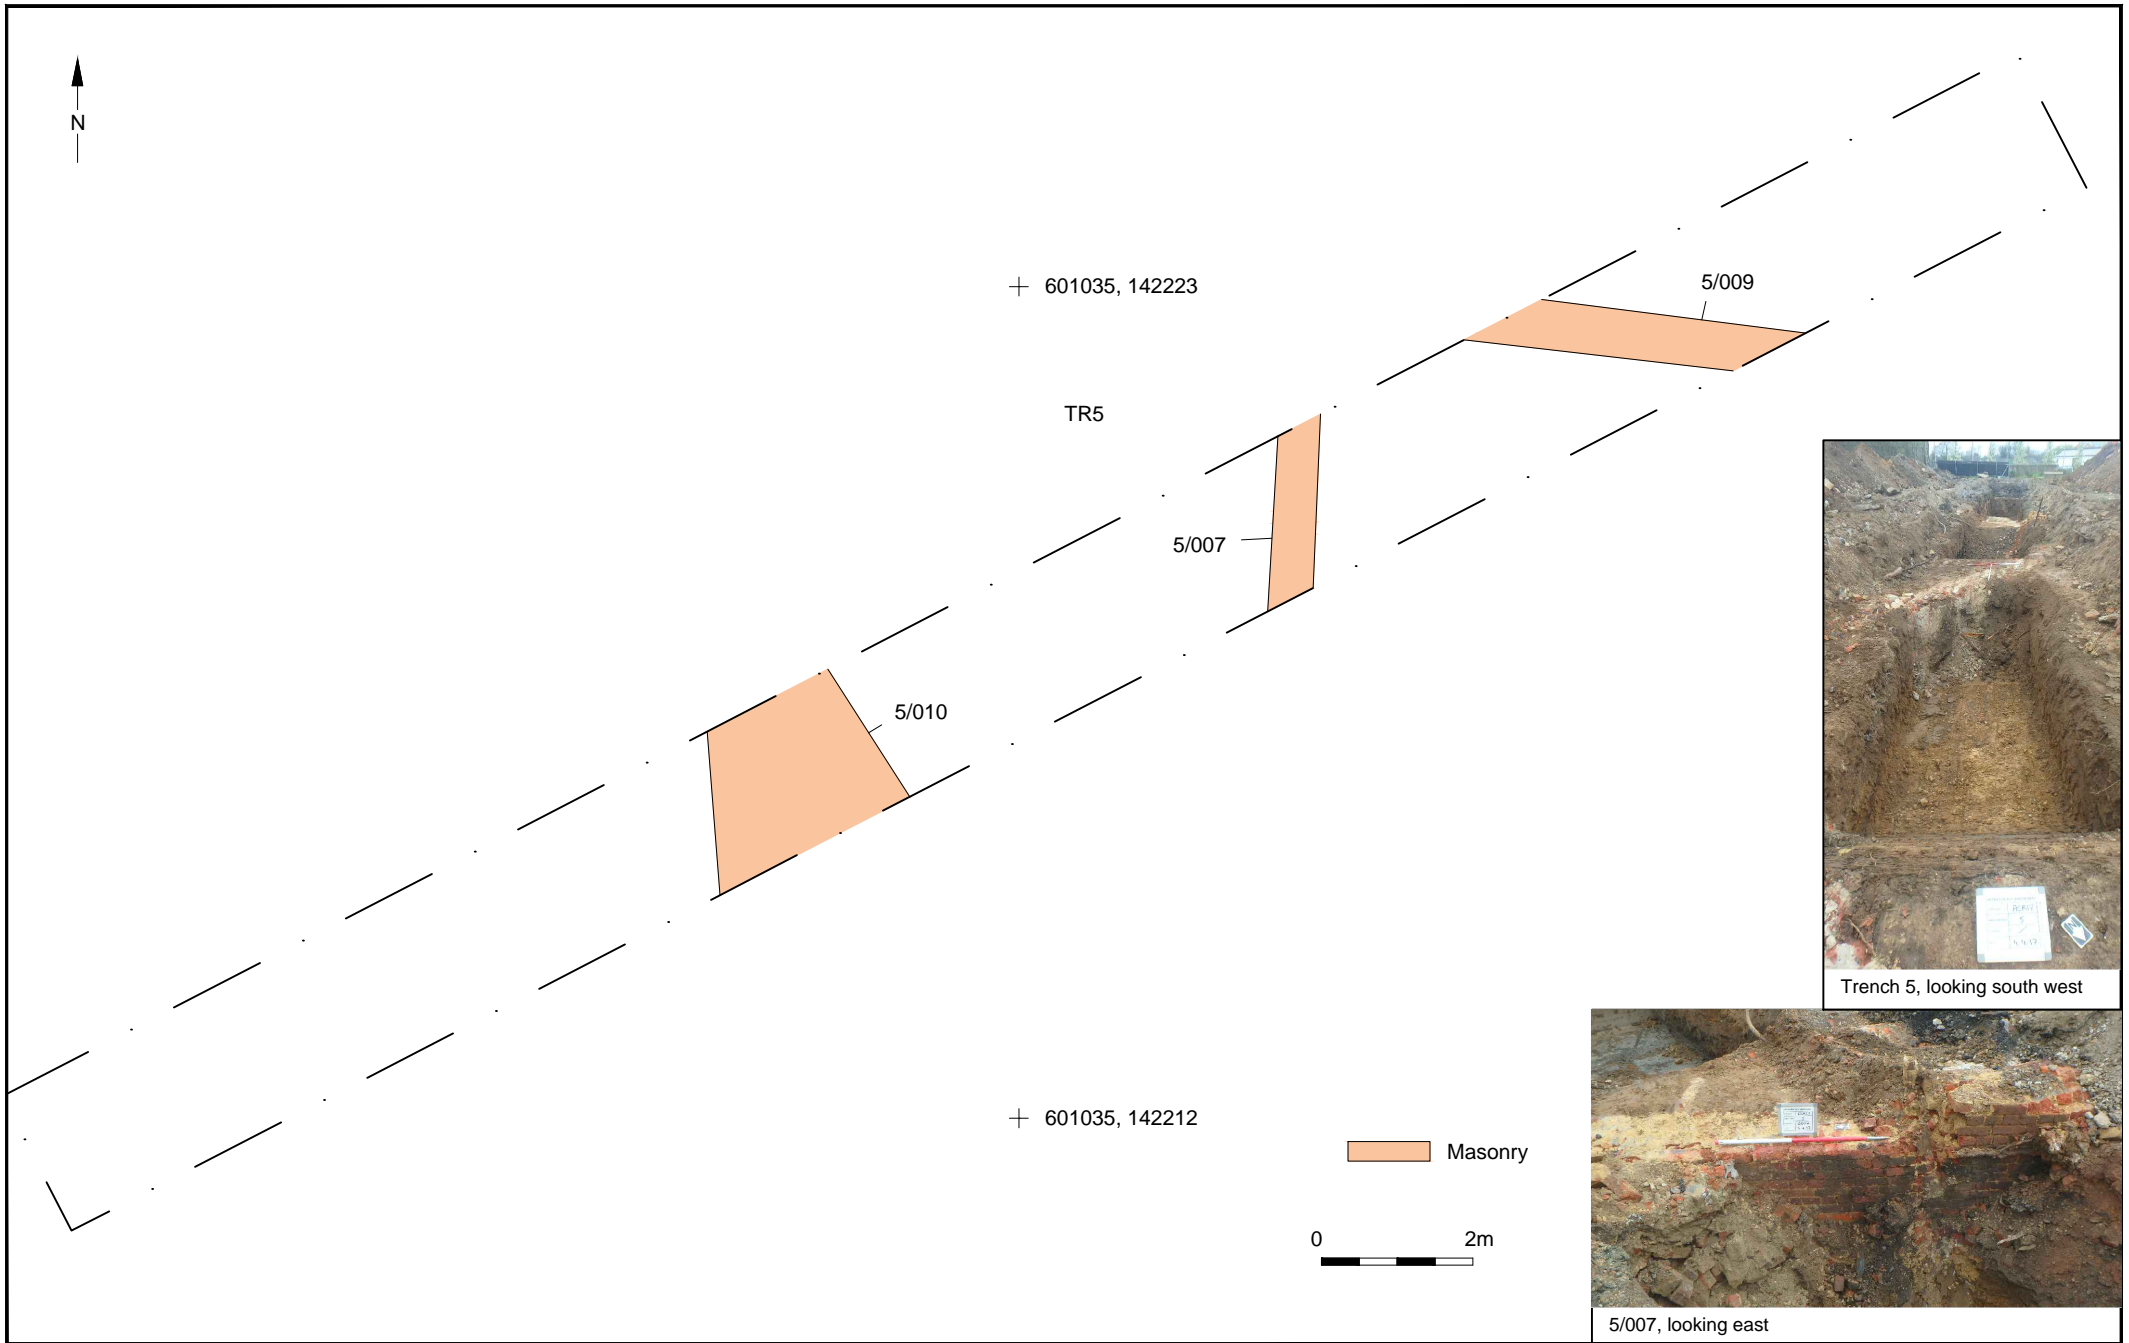 N
601035, 142223
5/009
TR5
5/007
5/010
Trench 5, looking south west
601035, 142212
Masonry
0 2m
5/007, looking east